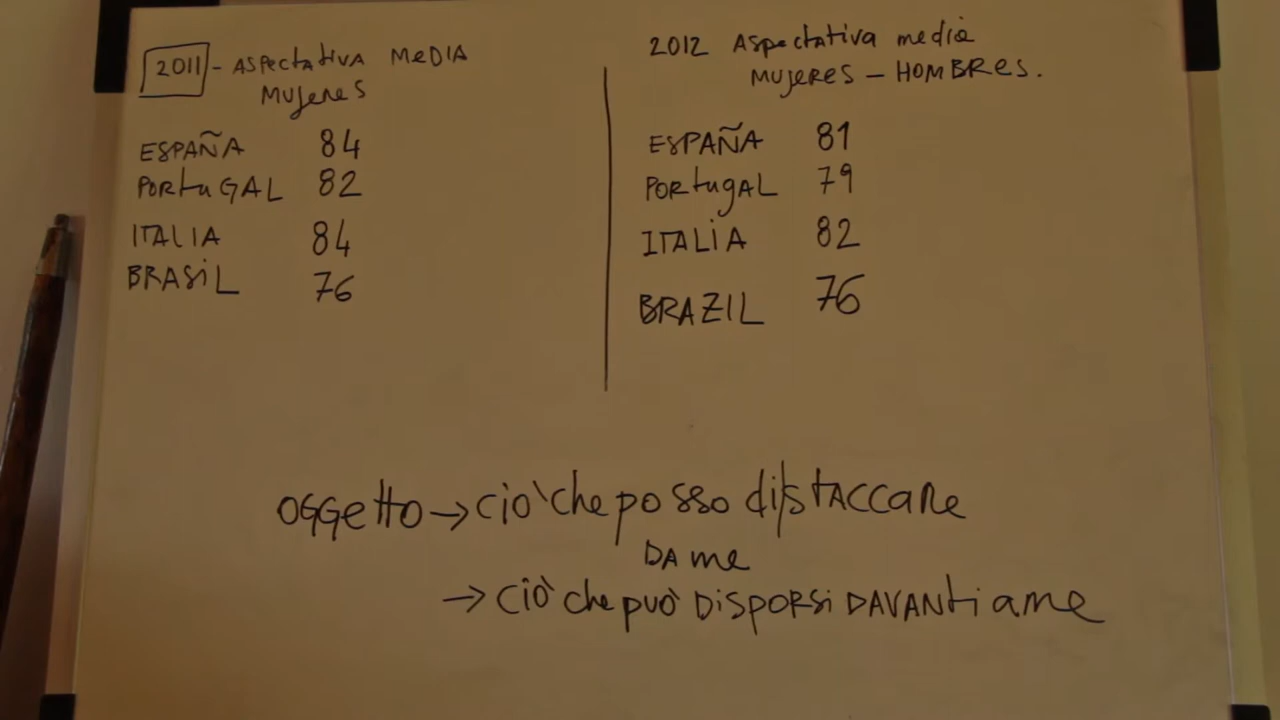 2011 - ASPECTATIVA MEDIA
MUJERES
ESPAÑA 84
PORTUGAL 82
ITALIA 84
BRASIL 76
2012 Aspectativa media
MUJERES - HOMBRES.
ESPAÑA 81
PORTUGAL 79
ITALIA 82
BRAZIL 76
OGGETTO → CIÒ che posso distaccare
DA me
→ CIÒ che può DISPORSI DAVANTI a me